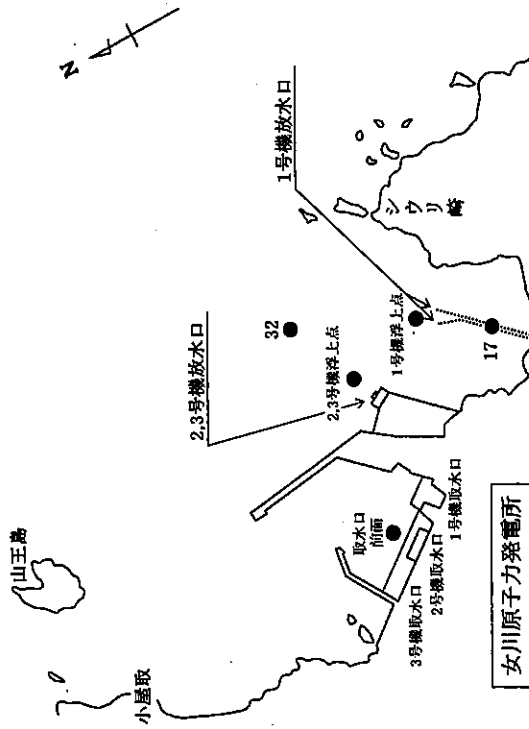 N
山王島
小屋取
2,3号機放水口
1号機放水口
32
2,3号機浮上点
1号機浮上点
17
シウリ崎
取水口
前面
1号機取水口
2号機取水口
3号機取水口
女川原子力発電所